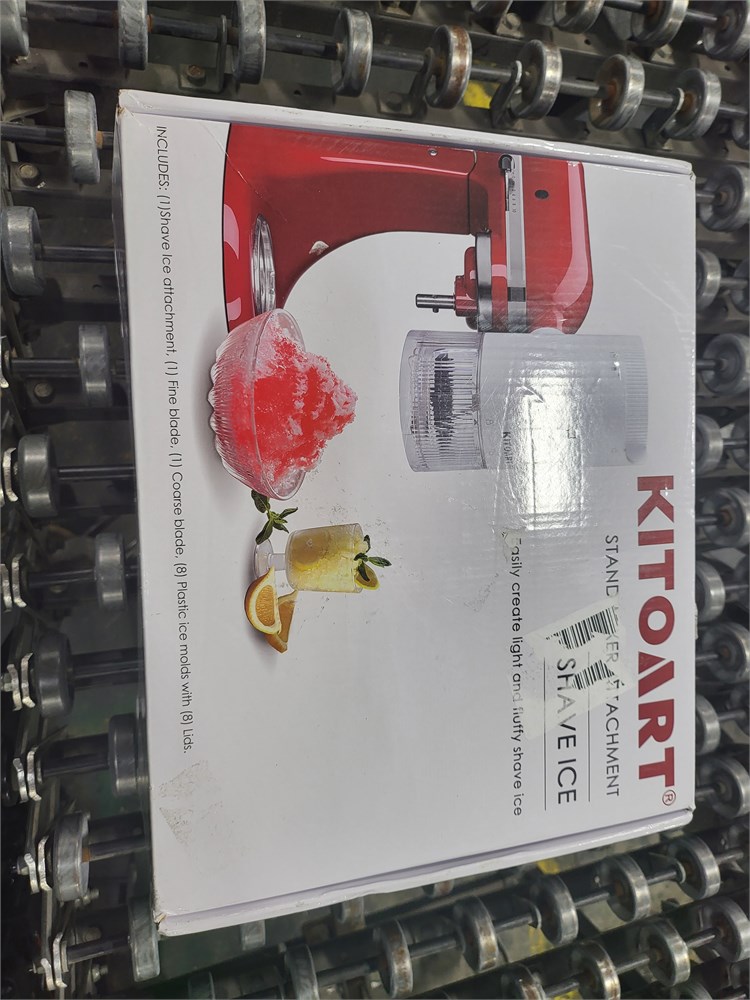 KITOART®
STAND MIXER ATTACHMENT
SHAVE ICE
Easily create light and fluffy shave ice
KITOART
INCLUDES: (1)Shave Ice attachment, (1) Fine blade, (1) Coarse blade, (8) Plastic ice molds with (8) Lids.